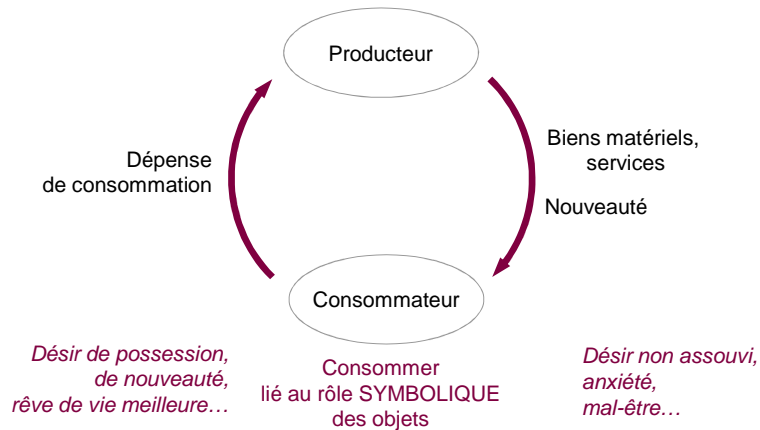 Producteur
Dépense
de consommation
Biens matériels,
services
Nouveauté
Consommateur
Désir de possession,
de nouveauté,
rêve de vie meilleure…
Consommer
lié au rôle SYMBOLIQUE
des objets
Désir non assouvi,
anxiété,
mal-être…